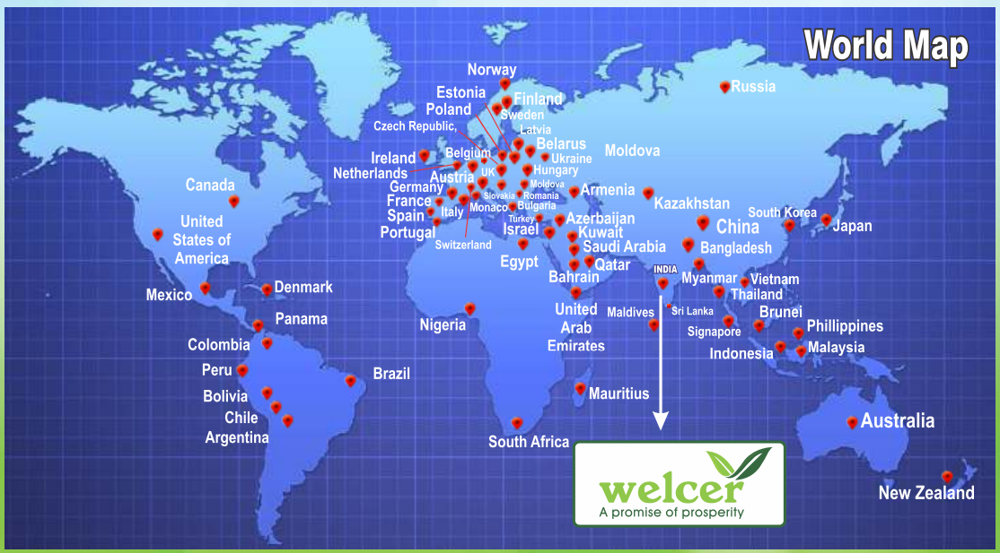 World Map
Norway
Russia
Estonia
Finland
Poland
Sweden
Czech Republic,
Latvia
Belarus
Moldova
Ireland
Belgium
Ukraine
Netherlands
UK
Hungary
Austria
Canada
Germany
Moldova
Armenia
France
Slovakia
Romania
Kazakhstan
Spain
Italy
Monaco
Bulgaria
South Korea
United
States of
America
Turkey
Azerbaijan
China
Japan
Portugal
Israel
Kuwait
Switzerland
Saudi Arabia
Bangladesh
Egypt
Qatar
INDIA
Bahrain
Myanmar
Vietnam
Mexico
Denmark
Thailand
United
Arab
Emirates
Maldives
Sri Lanka
Brunei
Panama
Nigeria
Signapore
Phillippines
Colombia
Indonesia
Malaysia
Peru
Brazil
Bolivia
Mauritius
Chile
Australia
Argentina
South Africa
welcer
A promise of prosperity
New Zealand